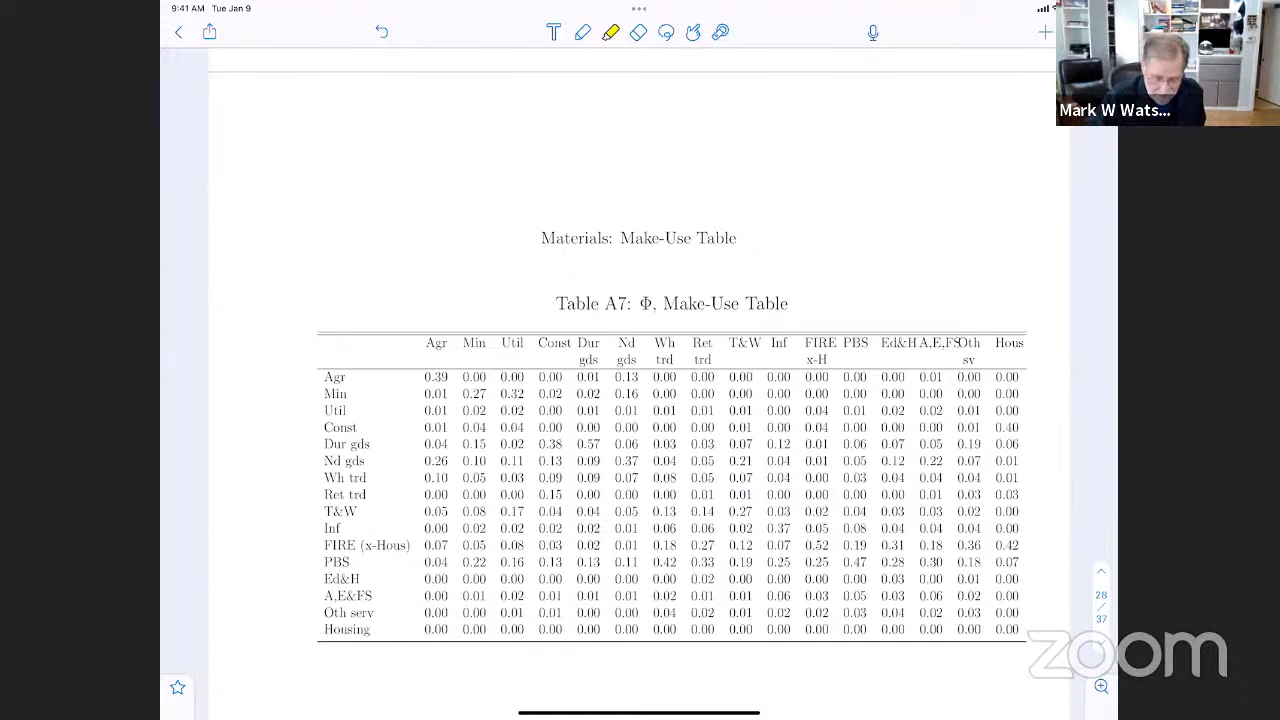 9:41 AM Tue Jan 9
Mark W Wats...
Materials: Make-Use Table
Table A7: Φ, Make-Use Table
Agr Min Util Const Dur gds Nd gds Wh trd Ret trd T&W Inf FIRE x-H PBS Ed&H A,E,FS Oth sv Hous
Agr 0.39 0.00 0.00 0.00 0.01 0.13 0.00 0.00 0.00 0.00 0.00 0.00 0.00 0.01 0.00 0.00
Min 0.01 0.27 0.32 0.02 0.02 0.16 0.00 0.00 0.00 0.00 0.00 0.00 0.00 0.00 0.00 0.00
Util 0.01 0.02 0.02 0.00 0.01 0.01 0.01 0.01 0.01 0.00 0.04 0.01 0.02 0.02 0.01 0.00
Const 0.01 0.04 0.04 0.00 0.00 0.00 0.00 0.00 0.01 0.00 0.04 0.00 0.00 0.00 0.01 0.40
Dur gds 0.04 0.15 0.02 0.38 0.57 0.06 0.03 0.03 0.07 0.12 0.01 0.06 0.07 0.05 0.19 0.06
Nd gds 0.26 0.10 0.11 0.13 0.09 0.37 0.04 0.05 0.21 0.04 0.01 0.05 0.12 0.22 0.07 0.01
Wh trd 0.10 0.05 0.03 0.09 0.09 0.07 0.08 0.05 0.07 0.04 0.00 0.03 0.04 0.04 0.04 0.01
Ret trd 0.00 0.00 0.00 0.15 0.00 0.00 0.00 0.01 0.01 0.00 0.00 0.00 0.00 0.01 0.03 0.03
T&W 0.05 0.08 0.17 0.04 0.04 0.05 0.13 0.14 0.27 0.03 0.02 0.04 0.03 0.03 0.02 0.00
Inf 0.00 0.02 0.02 0.02 0.02 0.01 0.06 0.06 0.02 0.37 0.05 0.08 0.04 0.04 0.04 0.00
FIRE (x-Hous) 0.07 0.05 0.08 0.03 0.02 0.01 0.18 0.27 0.12 0.07 0.52 0.19 0.31 0.18 0.36 0.42
PBS 0.04 0.22 0.16 0.13 0.13 0.11 0.42 0.33 0.19 0.25 0.25 0.47 0.28 0.30 0.18 0.07
Ed&H 0.00 0.00 0.00 0.00 0.00 0.00 0.00 0.02 0.00 0.00 0.00 0.00 0.03 0.00 0.01 0.00
A,E&FS 0.00 0.01 0.02 0.01 0.01 0.01 0.02 0.01 0.01 0.06 0.03 0.05 0.03 0.06 0.02 0.00
Oth serv 0.00 0.00 0.01 0.01 0.00 0.00 0.04 0.02 0.01 0.02 0.02 0.03 0.04 0.02 0.03 0.00
Housing 0.00 0.00 0.00 0.00 0.00 0.00 0.00 0.00 0.00 0.00 0.00 0.00 0.00 0.00 0.00 0.00
28
/
37
zoom